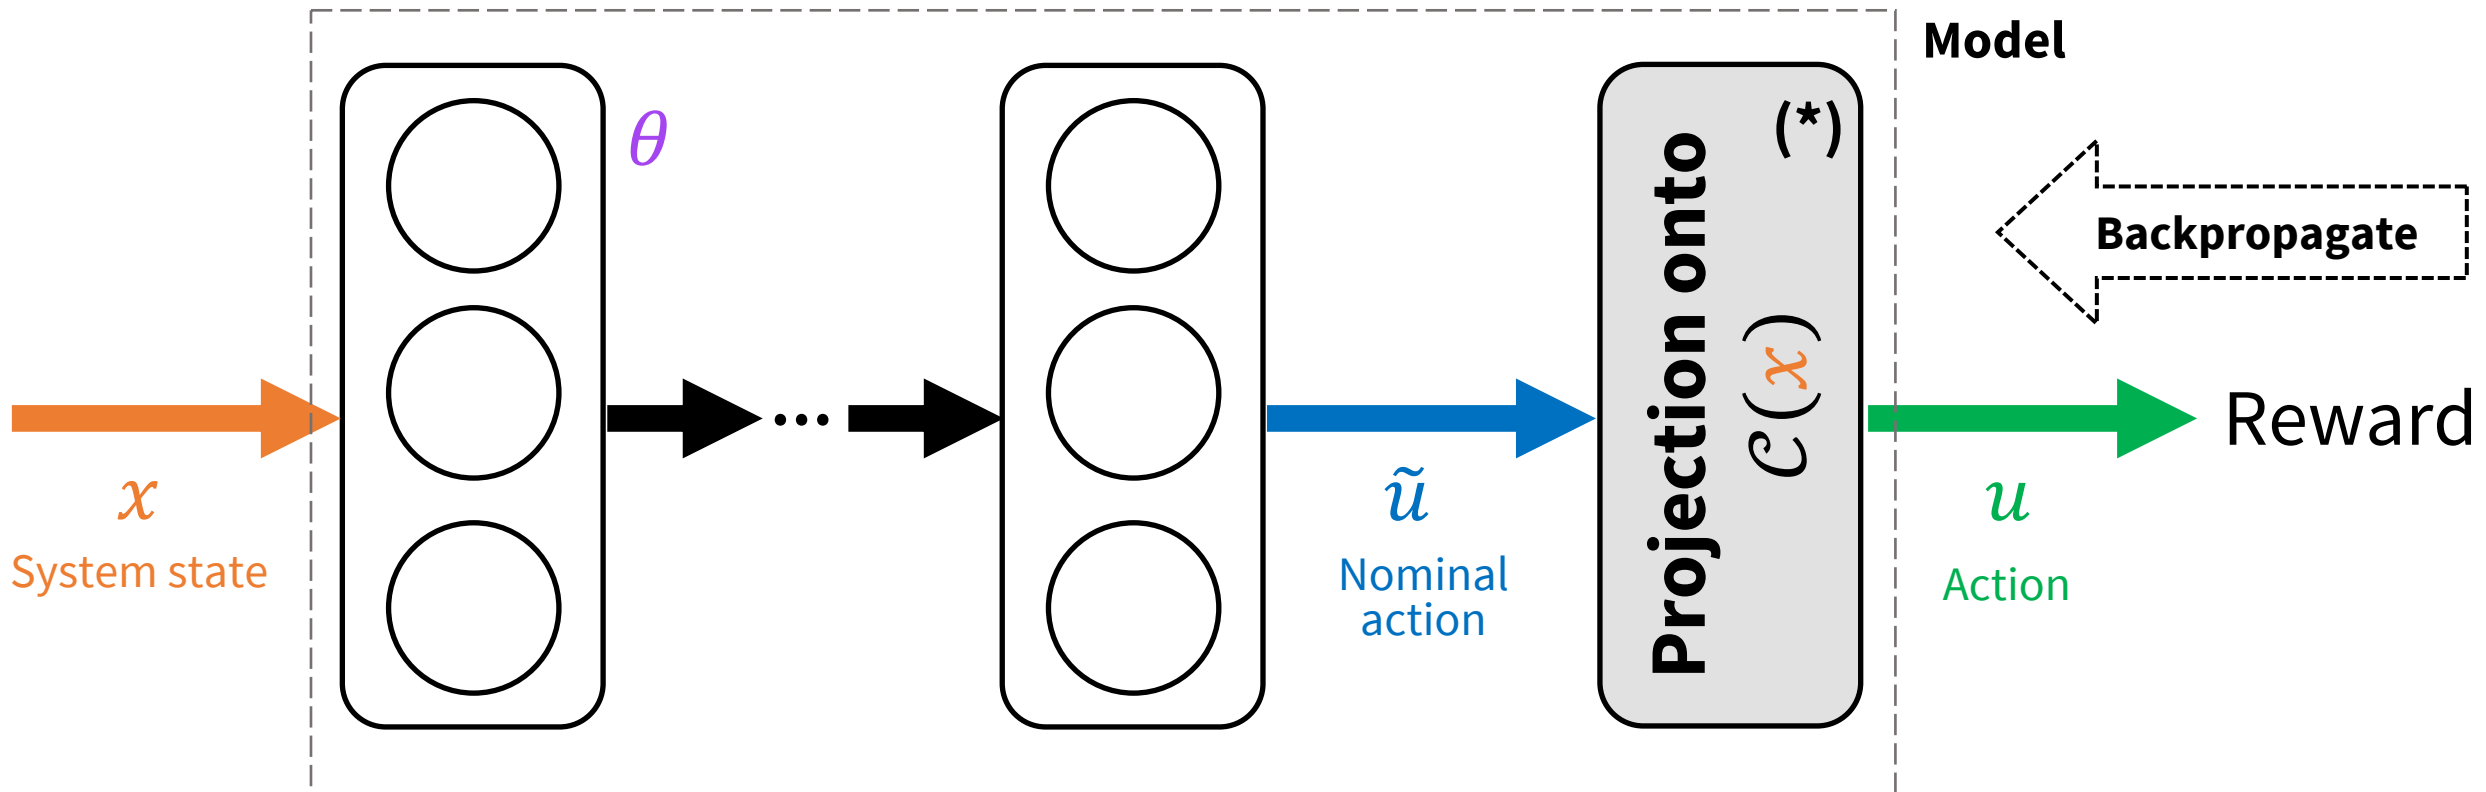 Model
θ
(*)
Projection onto
𝒞(x)
Backpropagate
...
x
System state
ũ
Nominal
action
u
Action
Reward